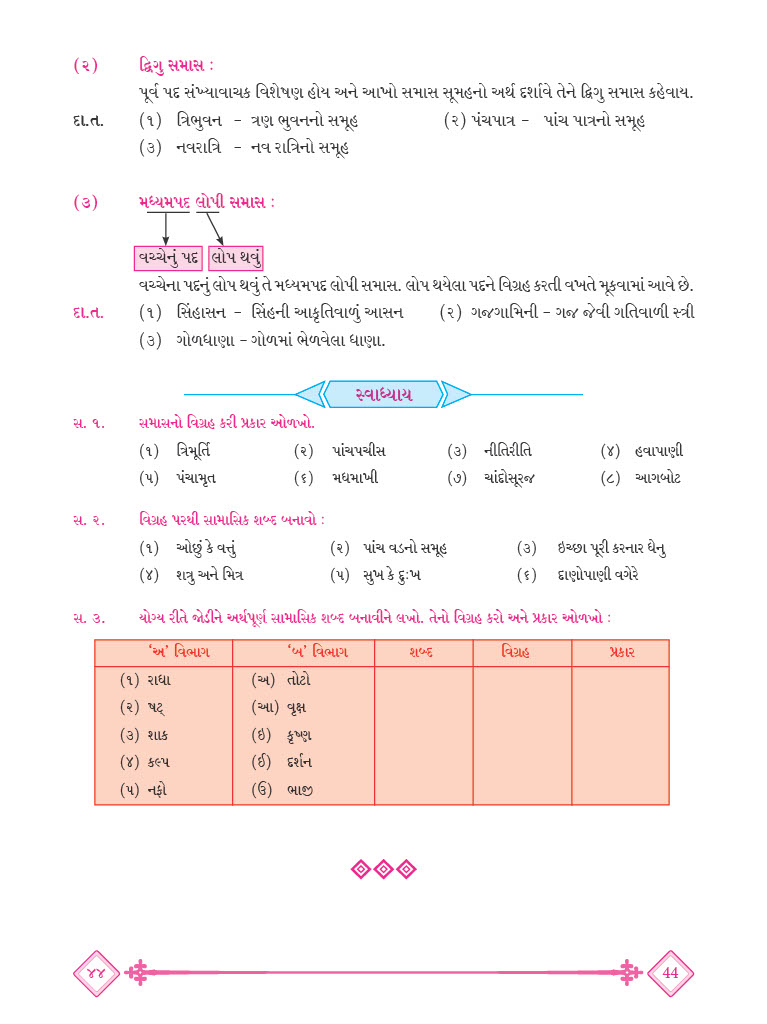 (૨) દ્વિગુ સમાસ :
પૂર્વ પદ સંખ્યાવાચક વિશેષણ હોય અને આખો સમાસ સૂમહનો અર્થ દર્શાવે તેને દ્વિગુ સમાસ કહેવાય.
દા.ત. (૧) ત્રિભુવન - ત્રણ ભુવનનો સમૂહ (૨) પંચપાત્ર - પાંચ પાત્રનો સમૂહ
(૩) નવરાત્રિ - નવ રાત્રિનો સમૂહ
(૩) મધ્યમપદ લોપી સમાસ :
વચ્ચેનું પદ લોપ થવું
વચ્ચેના પદનું લોપ થવું તે મધ્યમપદ લોપી સમાસ. લોપ થયેલા પદને વિગ્રહ કરતી વખતે મૂકવામાં આવે છે.
દા.ત. (૧) સિંહાસન - સિંહની આકૃતિવાળું આસન (૨) ગજગામિની - ગજ જેવી ગતિવાળી સ્ત્રી
(૩) ગોળધાણા - ગોળમાં ભેળવેલા ધાણા.
સ્વાધ્યાય
સ. ૧. સમાસનો વિગ્રહ કરી પ્રકાર ઓળખો.
(૧) ત્રિમૂર્તિ (૨) પાંચપચીસ (૩) નીતિરીતિ (૪) હવાપાણી
(૫) પંચામૃત (૬) મધમાખી (૭) ચાંદોસૂરજ (૮) આગબોટ
સ. ૨. વિગ્રહ પરથી સામાસિક શબ્દ બનાવો :
(૧) ઓછું કે વત્તું (૨) પાંચ વડનો સમૂહ (૩) ઇચ્છા પૂરી કરનાર ધેનુ
(૪) શત્રુ અને મિત્ર (૫) સુખ કે દુઃખ (૬) દાણોપાણી વગેરે
સ. ૩. યોગ્ય રીતે જોડીને અર્થપૂર્ણ સામાસિક શબ્દ બનાવીને લખો. તેનો વિગ્રહ કરો અને પ્રકાર ઓળખો :
‘અ’ વિભાગ ‘બ’ વિભાગ શબ્દ વિગ્રહ પ્રકાર
(૧) રાધા (અ) તોટો
(૨) ષટ્ (આ) વૃક્ષ
(૩) શાક (ઇ) કૃષ્ણ
(૪) કલ્પ (ઈ) દર્શન
(૫) નફો (ઉ) ભાજી
૪૪ 44